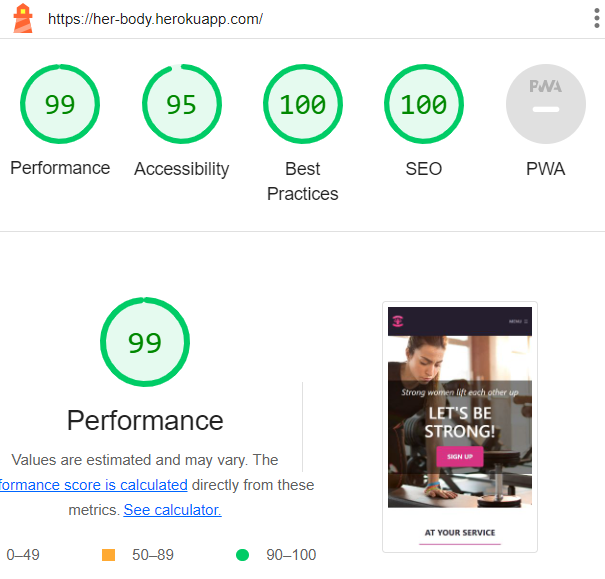 https://her-body.herokuapp.com/
99
95
100
100
PWA
Performance
Accessibility
Best
Practices
SEO
PWA
99
Performance
Values are estimated and may vary. The
formance score is calculated directly from these
metrics. See calculator.
0–49
50–89
90–100
MENU
Strong women lift each other up
LET'S BE
STRONG!
SIGN UP
AT YOUR SERVICE